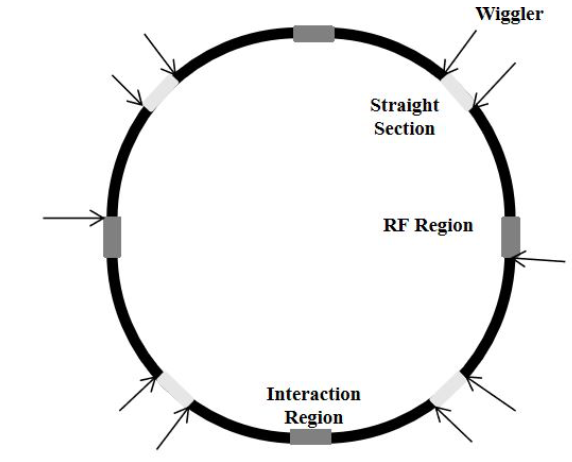 Wiggler
Straight
Section
RF Region
Interaction
Region